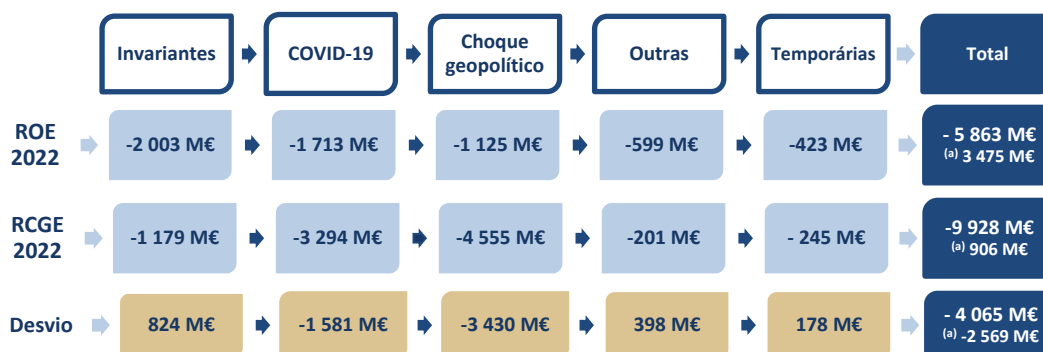 Invariantes
COVID-19
Choque
geopolítico
Outras
Temporárias
Total
ROE
2022
-2 003 M€
-1 713 M€
-1 125 M€
-599 M€
-423 M€
- 5 863 M€
(a) 3 475 M€
RCGE
2022
-1 179 M€
-3 294 M€
-4 555 M€
-201 M€
- 245 M€
-9 928 M€
(a) 906 M€
Desvio
824 M€
-1 581 M€
-3 430 M€
398 M€
178 M€
- 4 065 M€
(a) -2 569 M€